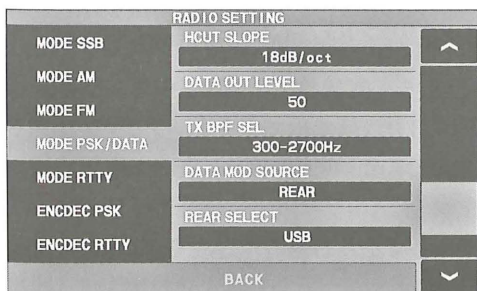 RADIO SETTING
MODE SSB
MODE AM
MODE FM
MODE PSK/DATA
MODE RTTY
ENCDEC PSK
ENCDEC RTTY
HCUT SLOPE
18dB/oct
DATA OUT LEVEL
50
TX BPF SEL
300-2700Hz
DATA MOD SOURCE
REAR
REAR SELECT
USB
BACK